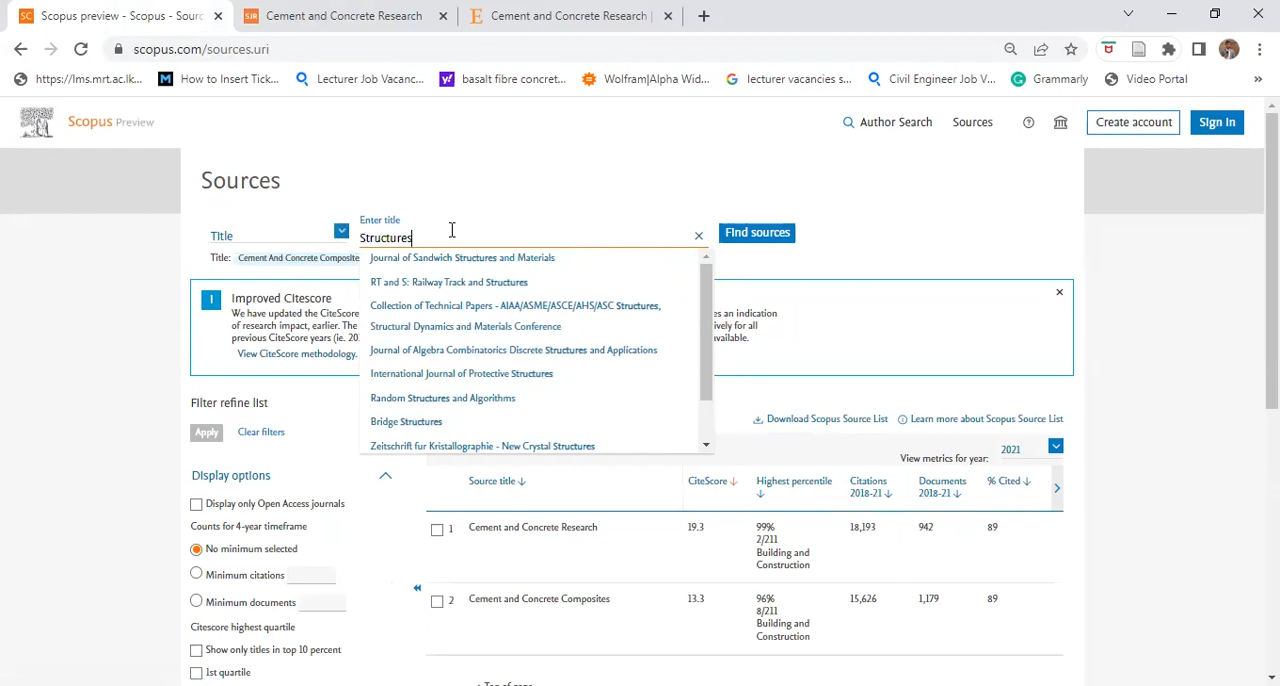 Scopus preview - Scopus - Sourc
Cement and Concrete Research
Cement and Concrete Research |
scopus.com/sources.uri
https://lms.mrt.ac.lk...
How to Insert Tick...
Lecturer Job Vacanc...
basalt fibre concret...
Wolfram|Alpha Wid...
lecturer vacancies s...
Civil Engineer Job V...
Grammarly
Video Portal
»
Scopus Preview
Author Search
Sources
Create account
Sign in
Sources
Title
Enter title
Structures
Find sources
Title: Cement And Concrete Composite
Journal of Sandwich Structures and Materials
RT and S: Railway Track and Structures
Collection of Technical Papers - AIAA/ASME/ASCE/AHS/ASC Structures,
Structural Dynamics and Materials Conference
Journal of Algebra Combinatorics Discrete Structures and Applications
International Journal of Protective Structures
Random Structures and Algorithms
Bridge Structures
Zeitschrift fur Kristallographie - New Crystal Structures
Improved Citescore
We have updated the CiteScore
of research impact, earlier. The
previous CiteScore years (ie. 20
View CiteScore methodology.
es an indication
tively for all
vailable.
Filter refine list
Apply
Clear filters
Download Scopus Source List
Learn more about Scopus Source List
View metrics for year:
2021
Display options
Display only Open Access journals
Counts for 4-year timeframe
No minimum selected
Minimum citations
Minimum documents
Citescore highest quartile
Show only titles in top 10 percent
1st quartile
Source title
CiteScore
Highest percentile
Citations
2018-21
Documents
2018-21
% Cited
1
Cement and Concrete Research
19.3
99%
2/211
Building and
Construction
18,193
942
89
2
Cement and Concrete Composites
13.3
96%
8/211
Building and
Construction
15,626
1,179
89